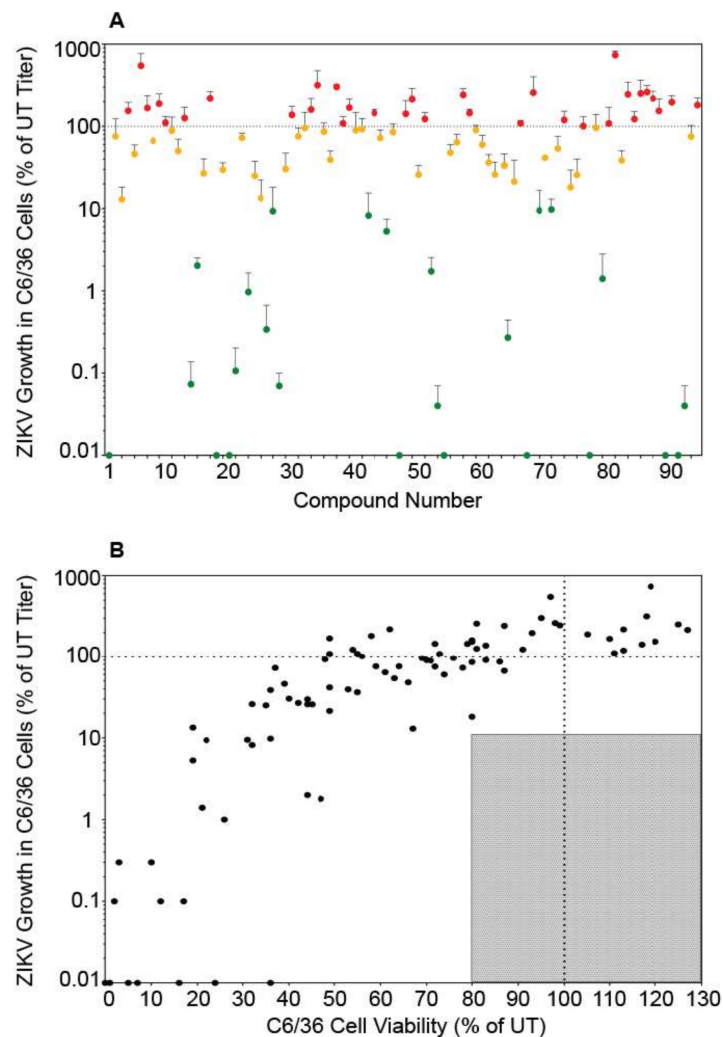 A
ZIKV Growth in C6/36 Cells (% of UT Titer)
1000
100
10
1
0.1
0.01
1 10 20 30 40 50 60 70 80 90
Compound Number
B
ZIKV Growth in C6/36 Cells (% of UT Titer)
1000
100
10
1
0.1
0.01
0 10 20 30 40 50 60 70 80 90 100 110 120 130
C6/36 Cell Viability (% of UT)